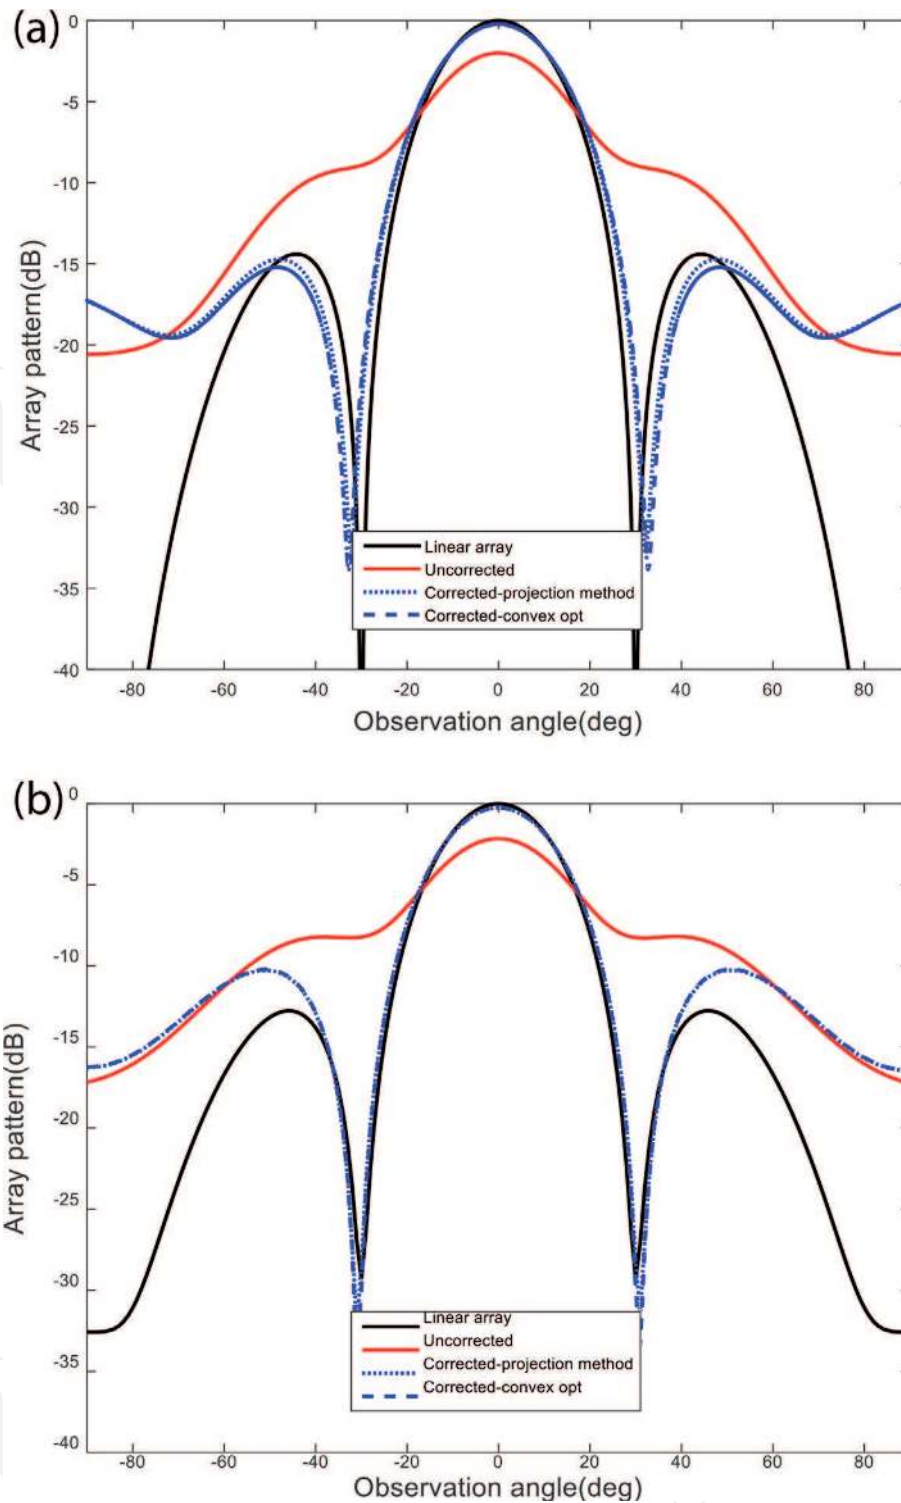 (a)
0
-5
-10
-15
-20
-25
-30
-35
-40
Array pattern(dB)
Linear array
Uncorrected
Corrected-projection method
Corrected-convex opt
-80 -60 -40 -20 0 20 40 60 80
Observation angle(deg)
(b)
0
-5
-10
-15
-20
-25
-30
-35
-40
Array pattern(dB)
Linear array
Uncorrected
Corrected-projection method
Corrected-convex opt
-80 -60 -40 -20 0 20 40 60 80
Observation angle(deg)